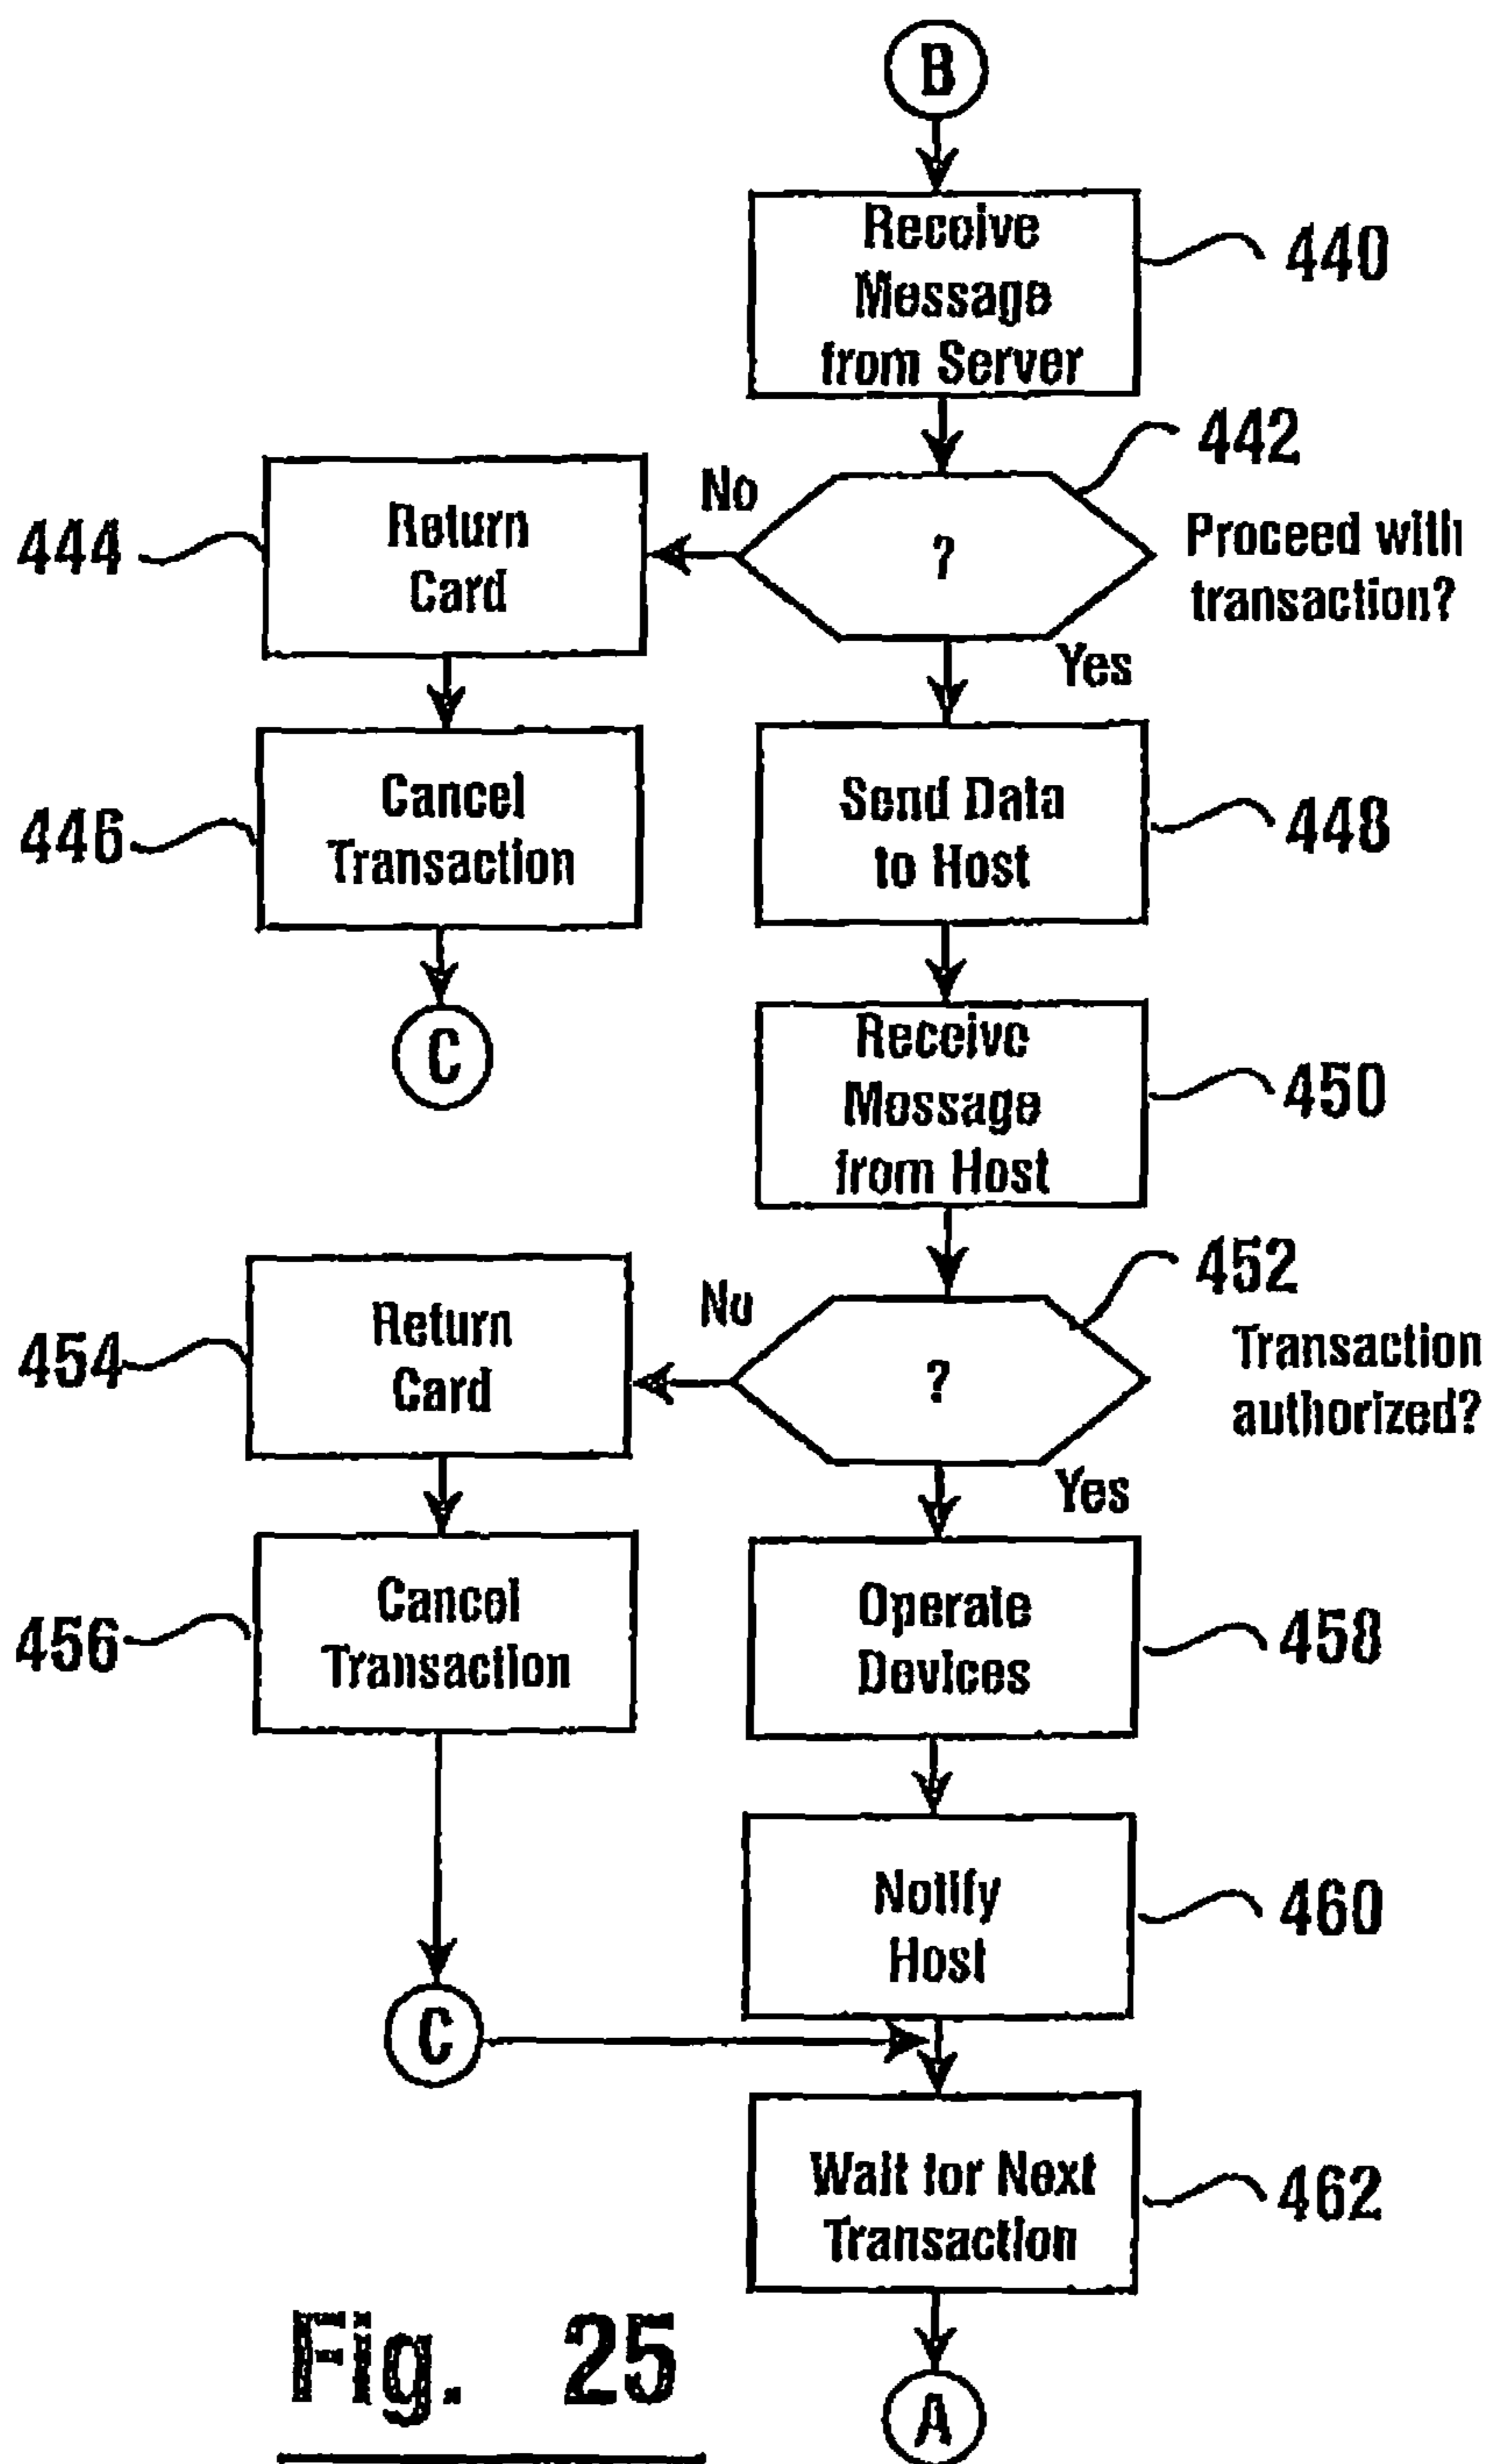 B
Receive
Message
from Server
440
442
Proceed with
transaction?
No
?
Yes
444
Return
Card
446
Cancel
Transaction
C
Send Data
to Host
448
Receive
Message
from Host
450
452
Transaction
authorized?
No
?
Yes
454
Return
Card
456
Cancel
Transaction
C
Operate
Devices
458
Notify
Host
460
Wait for Next
Transaction
462
A
Fig. 25